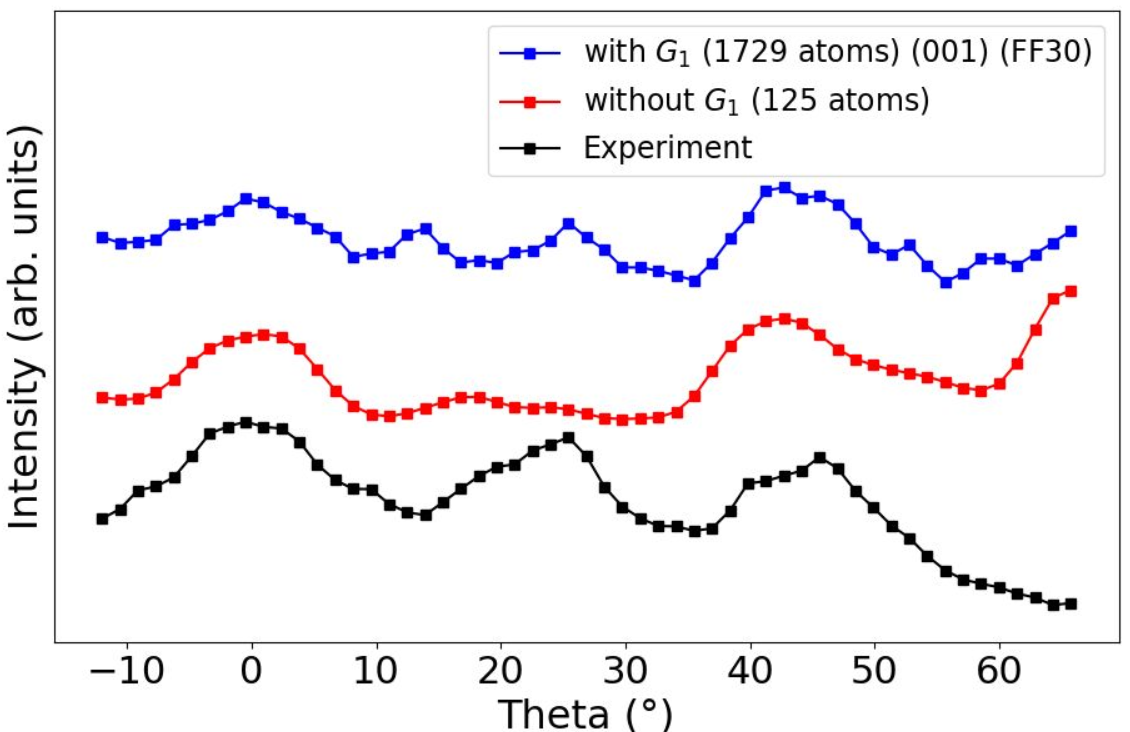 with G₁ (1729 atoms) (001) (FF30)
without G₁ (125 atoms)
Experiment
Intensity (arb. units)
−10 0 10 20 30 40 50 60
Theta (°)